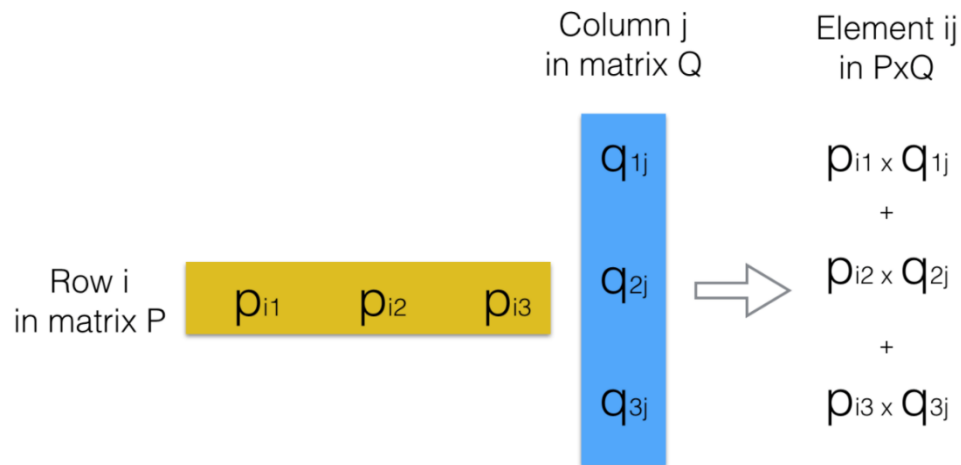 Column j
in matrix Q
Element ij
in PxQ
q1j
pi1 x q1j
+
Row i
in matrix P
pi1 pi2 pi3
q2j
pi2 x q2j
+
q3j
pi3 x q3j